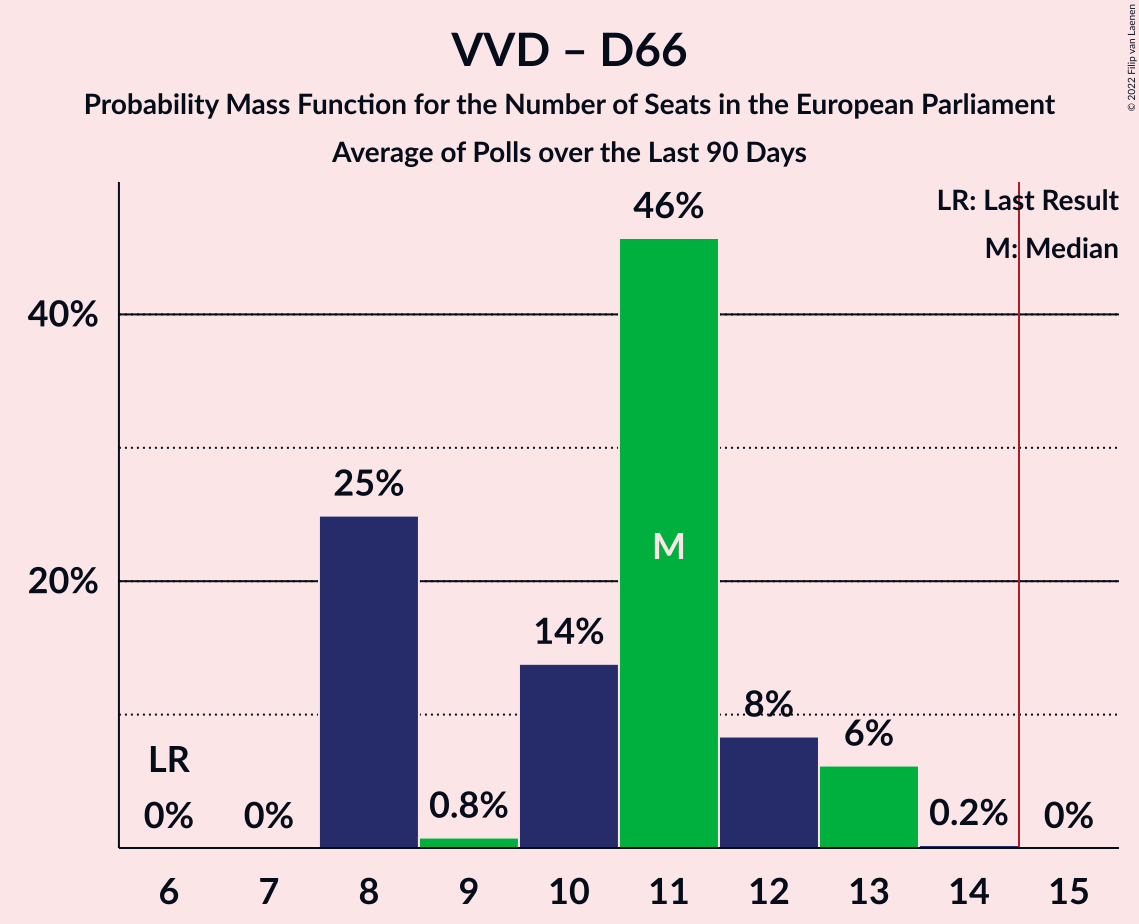 VVD – D66
Probability Mass Function for the Number of Seats in the European Parliament
Average of Polls over the Last 90 Days
© 2022 Filip van Laenen
LR: Last Result
M: Median
46%
40%
25%
M
20%
14%
8%
6%
LR
0%
0%
0.8%
0.2%
0%
6 7 8 9 10 11 12 13 14 15